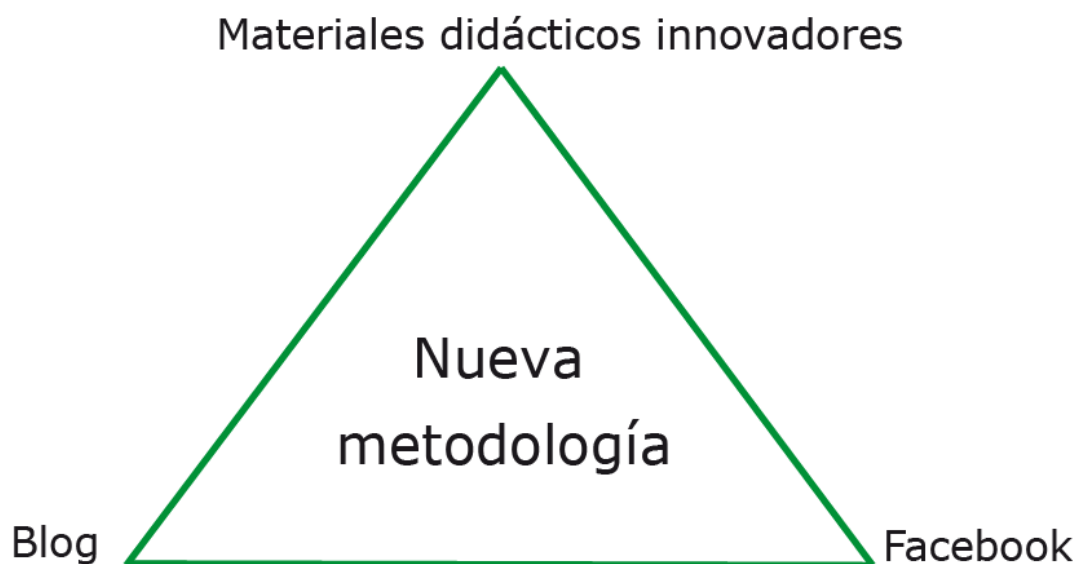 Materiales didácticos innovadores
Nueva
metodología
Blog
Facebook